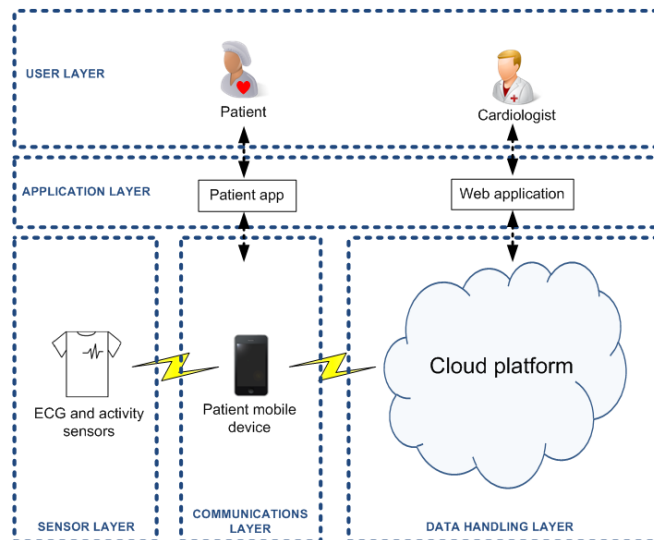 USER LAYER
Patient
Cardiologist
APPLICATION LAYER
Patient app
Web application
Cloud platform
ECG and activity
sensors
Patient mobile
device
SENSOR LAYER
COMMUNICATIONS
LAYER
DATA HANDLING LAYER